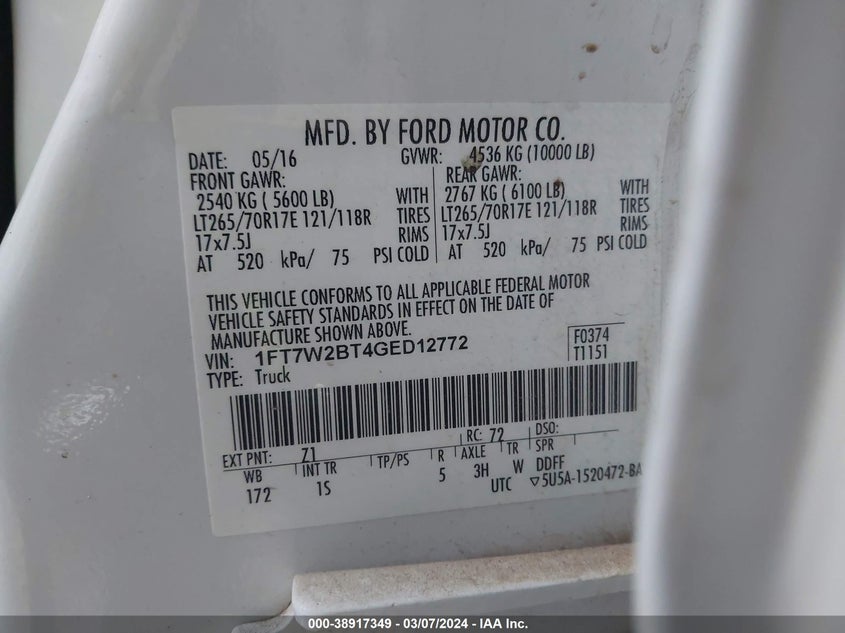 MFD. BY FORD MOTOR CO.
DATE: 05/16 GVWR: 4536 KG (10000 LB)
FRONT GAWR: REAR GAWR:
2540 KG ( 5600 LB) WITH 2767 KG ( 6100 LB) WITH
LT265/70R17E 121/118R TIRES LT265/70R17E 121/118R TIRES
17x7.5J RIMS 17x7.5J RIMS
AT 520 kPa/ 75 PSI COLD AT 520 kPa/ 75 PSI COLD
THIS VEHICLE CONFORMS TO ALL APPLICABLE FEDERAL MOTOR
VEHICLE SAFETY STANDARDS IN EFFECT ON THE DATE OF
MANUFACTURE SHOWN ABOVE.
VIN: 1FT7W2BT4GED12772 F0374
TYPE: Truck T1151
EXT PNT: Z1 RC: 72 DSO:
WB INT TR TP/PS R AXLE TR SPR
172 1S 5 3H W DDFF
UTC ▽5U5A-1520472-BA
000-38917349 — 03/07/2024 — IAA Inc.